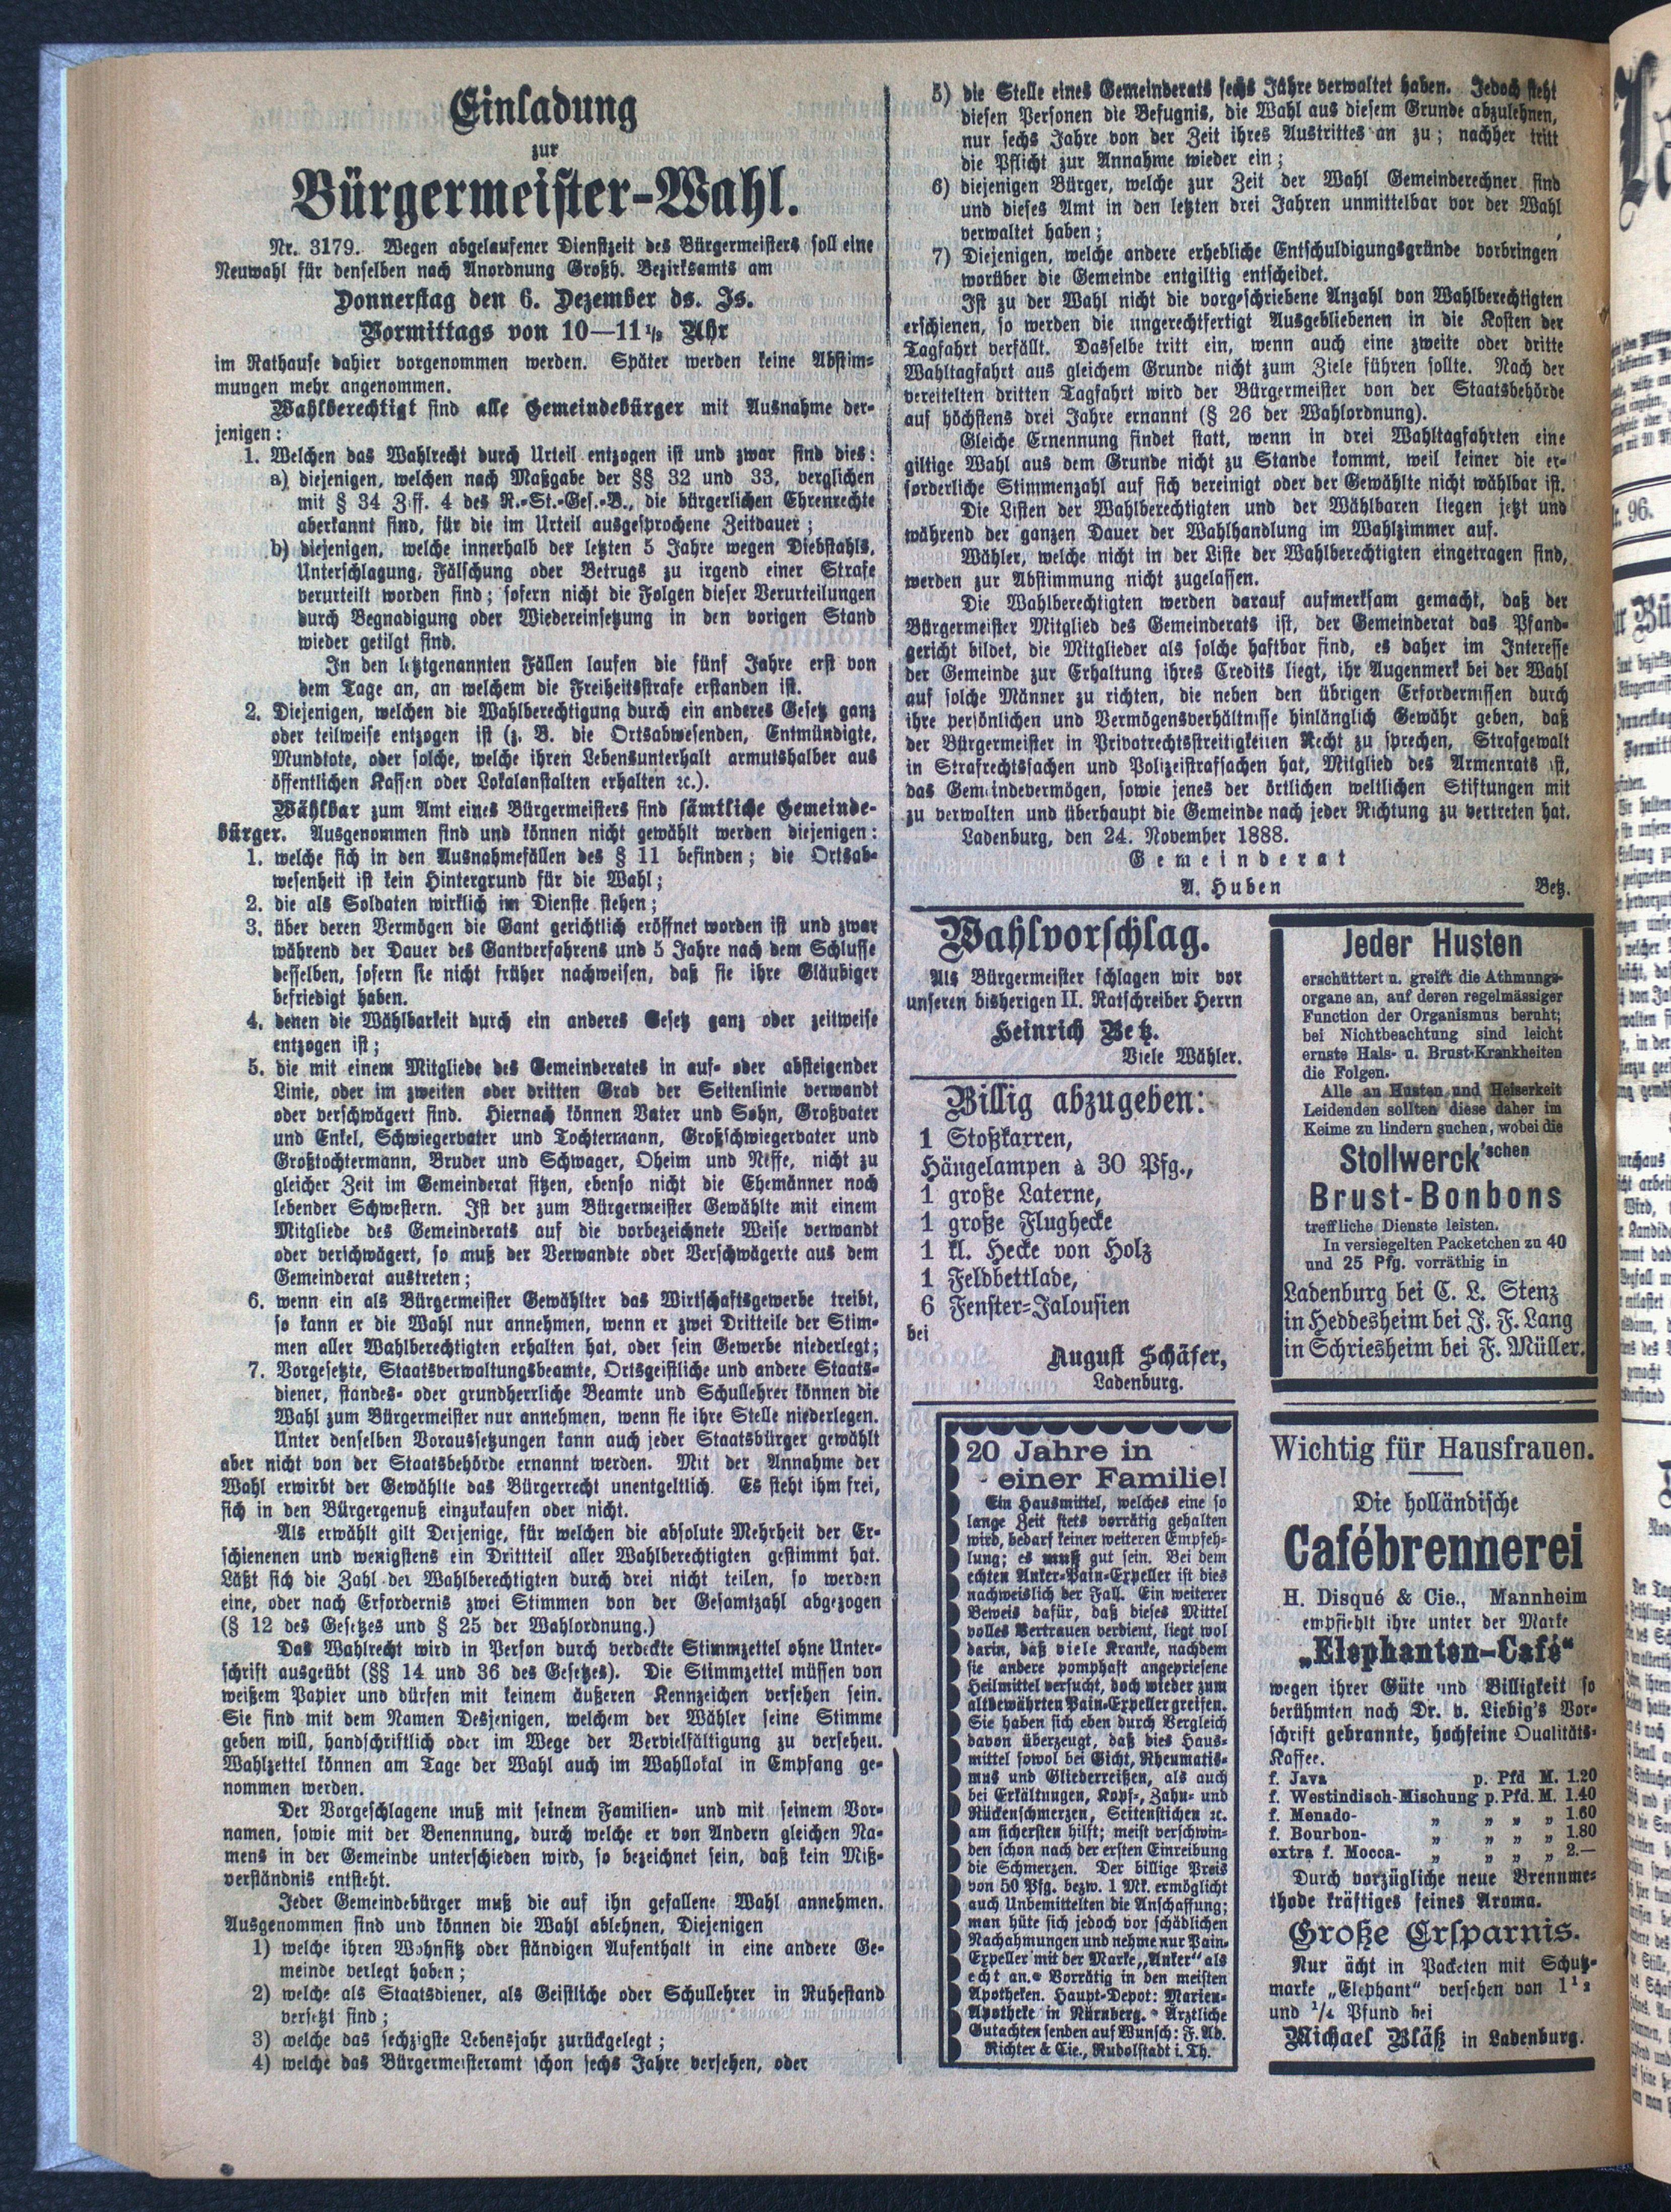 Einladung
zur
Bürgermeister-Wahl.
Nr. 3179. Wegen abgelaufener Dienstzeit des Bürgermeisters soll eine
Neuwahl für denselben nach Anordnung Großh. Bezirksamts am
Donnerstag den 6. Dezember ds. Js.
Vormittags von 10—11½ Uhr
im Rathause dahier vorgenommen werden. Später werden keine Abstim-
mungen mehr angenommen.
Wahlberechtigt sind alle Gemeindebürger mit Ausnahme der-
jenigen:
1. Welchen das Wahlrecht durch Urteil entzogen ist und zwar sind dies:
a) diejenigen, welchen nach Maßgabe der §§ 32 und 33, verglichen
mit § 34 Ziff. 4 des R.-St.-Ges.-B., die bürgerlichen Ehrenrechte
aberkannt sind, für die im Urteil ausgesprochene Zeitdauer;
b) diejenigen, welche innerhalb der letzten 5 Jahre wegen Diebstahls,
Unterschlagung, Fälschung oder Betrugs zu irgend einer Strafe
verurteilt worden sind; sofern nicht die Folgen dieser Verurteilungen
durch Begnadigung oder Wiedereinsetzung in den vorigen Stand
wieder getilgt sind.
In den letztgenannten Fällen laufen die fünf Jahre erst von
dem Tage an, an welchem die Freiheitsstrafe erstanden ist.
2. Diejenigen, welchen die Wahlberechtigung durch ein anderes Gesetz ganz
oder teilweise entzogen ist (z. B. die Ortsabwesenden, Entmündigte,
Mundtote, oder solche, welche ihren Lebensunterhalt armutshalber aus
öffentlichen Kassen oder Lokalanstalten erhalten ꝛc.).
Wählbar zum Amt eines Bürgermeisters sind sämtliche Gemeinde-
bürger. Ausgenommen sind und können nicht gewählt werden diejenigen:
1. welche sich in den Ausnahmefällen des § 11 befinden; die Ortsab-
wesenheit ist kein Hintergrund für die Wahl;
2. die als Soldaten wirklich im Dienste stehen;
3. über deren Vermögen die Gant gerichtlich eröffnet worden ist und zwar
während der Dauer des Gantverfahrens und 5 Jahre nach dem Schlusse
desselben, sofern sie nicht früher nachweisen, daß sie ihre Gläubiger
befriedigt haben.
4. denen die Wählbarkeit durch ein anderes Gesetz ganz oder zeitweise
entzogen ist;
5. die mit einem Mitgliede des Gemeinderates in auf- oder absteigender
Linie, oder im zweiten oder dritten Grad der Seitenlinie verwandt
oder verschwägert sind. Hiernach können Vater und Sohn, Großvater
und Enkel, Schwiegervater und Tochtermann, Großschwiegervater und
Großtochtermann, Bruder und Schwager, Oheim und Neffe, nicht zu
gleicher Zeit im Gemeinderat sitzen, ebenso nicht die Ehemänner noch
lebender Schwestern. Ist der zum Bürgermeister Gewählte mit einem
Mitgliede des Gemeinderats auf die vorbezeichnete Weise verwandt
oder verschwägert, so muß der Verwandte oder Verschwägerte aus dem
Gemeinderat austreten;
6. wenn ein als Bürgermeister Gewählter das Wirtschaftsgewerbe treibt,
so kann er die Wahl nur annehmen, wenn er zwei Dritteile der Stim-
men aller Wahlberechtigten erhalten hat, oder sein Gewerbe niederlegt;
7. Vorgesetzte, Staatsverwaltungsbeamte, Ortsgeistliche und andere Staats-
diener, standes- oder grundherrliche Beamte und Schullehrer können die
Wahl zum Bürgermeister nur annehmen, wenn sie ihre Stelle niederlegen.
Unter denselben Voraussetzungen kann auch jeder Staatsbürger gewählt
aber nicht von der Staatsbehörde ernannt werden. Mit der Annahme der
Wahl erwirbt der Gewählte das Bürgerrecht unentgeltlich. Es steht ihm frei,
sich in den Bürgergenuß einzukaufen oder nicht.
Als erwählt gilt Derjenige, für welchen die absolute Mehrheit der Er-
schienenen und wenigstens ein Drittteil aller Wahlberechtigten gestimmt hat.
Läßt sich die Zahl der Wahlberechtigten durch drei nicht teilen, so werden
eine, oder nach Erfordernis zwei Stimmen von der Gesamtzahl abgezogen
(§ 12 des Gesetzes und § 25 der Wahlordnung.)
Das Wahlrecht wird in Person durch verdeckte Stimmzettel ohne Unter-
schrift ausgeübt (§§ 14 und 36 des Gesetzes). Die Stimmzettel müssen von
weißem Papier und dürfen mit keinem äußeren Kennzeichen versehen sein.
Sie sind mit dem Namen Desjenigen, welchem der Wähler seine Stimme
geben will, handschriftlich oder im Wege der Vervielfältigung zu versehen.
Wahlzettel können am Tage der Wahl auch im Wahllokal in Empfang ge-
nommen werden.
Der Vorgeschlagene muß mit seinem Familien- und mit seinem Vor-
namen, sowie mit der Benennung, durch welche er von Andern gleichen Na-
mens in der Gemeinde unterschieden wird, so bezeichnet sein, daß kein Miß-
verständnis entsteht.
Jeder Gemeindebürger muß die auf ihn gefallene Wahl annehmen.
Ausgenommen sind und können die Wahl ablehnen, Diejenigen
1) welche ihren Wohnsitz oder ständigen Aufenthalt in eine andere Ge-
meinde verlegt haben;
2) welche als Staatsdiener, als Geistliche oder Schullehrer in Ruhestand
versetzt sind;
3) welche das sechzigste Lebensjahr zurückgelegt;
4) welche das Bürgermeisteramt schon sechs Jahre versehen, oder
5) die Stelle eines Gemeinderats sechs Jahre verwaltet haben. Jedoch steht
diesen Personen die Befugnis, die Wahl aus diesem Grunde abzulehnen,
nur sechs Jahre von der Zeit ihres Austrittes an zu; nachher tritt
die Pflicht zur Annahme wieder ein;
6) diejenigen Bürger, welche zur Zeit der Wahl Gemeinderechner sind
und dieses Amt in den letzten drei Jahren unmittelbar vor der Wahl
verwaltet haben;
7) Diejenigen, welche andere erhebliche Entschuldigungsgründe vorbringen
worüber die Gemeinde entgiltig entscheidet.
Ist zu der Wahl nicht die vorgeschriebene Anzahl von Wahlberechtigten
erschienen, so werden die ungerechtfertigt Ausgebliebenen in die Kosten der
Tagfahrt verfällt. Dasselbe tritt ein, wenn auch eine zweite oder dritte
Wahltagfahrt aus gleichem Grunde nicht zum Ziele führen sollte. Nach der
vereitelten dritten Tagfahrt wird der Bürgermeister von der Staatsbehörde
auf höchstens drei Jahre ernannt (§ 26 der Wahlordnung).
Gleiche Ernennung findet statt, wenn in drei Wahltagfahrten eine
giltige Wahl aus dem Grunde nicht zu Stande kommt, weil keiner die er-
forderliche Stimmenzahl auf sich vereinigt oder der Gewählte nicht wählbar ist.
Die Listen der Wahlberechtigten und der Wählbaren liegen jetzt und
während der ganzen Dauer der Wahlhandlung im Wahlzimmer auf.
Wähler, welche nicht in der Liste der Wahlberechtigten eingetragen sind,
werden zur Abstimmung nicht zugelassen.
Die Wahlberechtigten werden darauf aufmerksam gemacht, daß der
Bürgermeister Mitglied des Gemeinderats ist, der Gemeinderat das Pfand-
gericht bildet, die Mitglieder als solche haftbar sind, es daher im Interesse
der Gemeinde zur Erhaltung ihres Credits liegt, ihr Augenmerk bei der Wahl
auf solche Männer zu richten, die neben den übrigen Erfordernissen durch
ihre persönlichen und Vermögensverhältnisse hinlänglich Gewähr geben, daß
der Bürgermeister in Privatrechtsstreitigkeiten Recht zu sprechen, Strafgewalt
in Strafrechtssachen und Polizeistrafsachen hat, Mitglied des Armenrats ist,
das Gemeindevermögen, sowie jenes der örtlichen weltlichen Stiftungen mit
zu verwalten und überhaupt die Gemeinde nach jeder Richtung zu vertreten hat.
Ladenburg, den 24. November 1888.
Gemeinderat
A. Huben Betz.
Wahlvorschlag.
Als Bürgermeister schlagen wir vor
unseren bisherigen II. Ratschreiber Herrn
Heinrich Betz.
Viele Wähler.
Billig abzugeben:
1 Stoßkarren,
Hängelampen à 30 Pfg.,
1 große Laterne,
1 große Flughecke
1 kl. Hecke von Holz
1 Feldbettlade,
6 Fenster-Jalousien
bei
August Schäfer,
Ladenburg.
20 Jahre in
einer Familie!
Ein Hausmittel, welches eine so
lange Zeit stets vorrätig gehalten
wird, bedarf keiner weiteren Empfeh-
lung; es muß gut sein. Bei dem
echten Anker-Pain-Expeller ist dies
nachweislich der Fall. Ein weiterer
Beweis dafür, daß dieses Mittel
volles Vertrauen verdient, liegt wol
darin, daß viele Kranke, nachdem
sie andere pomphaft angepriesene
Heilmittel versucht, doch wieder zum
altbewährten Pain-Expeller greifen.
Sie haben sich eben durch Vergleich
davon überzeugt, daß dies Haus-
mittel sowol bei Gicht, Rheumatis-
mus und Gliederreißen, als auch
bei Erkältungen, Kopf-, Zahn- und
Rückenschmerzen, Seitenstichen ꝛc.
am sichersten hilft; meist verschwin-
den schon nach der ersten Einreibung
die Schmerzen. Der billige Preis
von 50 Pfg. bezw. 1 Mk. ermöglicht
auch Unbemittelten die Anschaffung;
man hüte sich jedoch vor schädlichen
Nachahmungen und nehme nur Pain-
Expeller mit der Marke „Anker“ als
echt an. Vorrätig in den meisten
Apotheken. Haupt-Depot: Marien-
Apotheke in Nürnberg. Ärztliche
Gutachten senden auf Wunsch: F. Ad.
Richter & Cie., Rudolstadt i. Th.
Jeder Husten
erschüttert u. greift die Athmungs-
organe an, auf deren regelmässiger
Function der Organismus beruht;
bei Nichtbeachtung sind leicht
ernste Hals- u. Brust-Krankheiten
die Folgen.
Alle an Husten und Heiserkeit
Leidenden sollten diese daher im
Keime zu lindern suchen, wobei die
Stollwerck'schen
Brust-Bonbons
treffliche Dienste leisten.
In versiegelten Packetchen zu 40
und 25 Pfg. vorräthig in
Ladenburg bei C. L. Stenz
in Heddesheim bei J. F. Lang
in Schriesheim bei F. Müller.
Wichtig für Hausfrauen.
Die holländische
Cafébrennerei
H. Disqué & Cie., Mannheim
empfiehlt ihre unter der Marke
„Elephanten-Café“
wegen ihrer Güte und Billigkeit so
berühmten nach Dr. v. Liebig's Vor-
schrift gebrannte, hochfeine Qualitäts-
Kaffee.
f. Java p. Pfd M. 1.20
f. Westindisch-Mischung p. Pfd. M. 1.40
f. Menado- „ „ „ „ 1.60
f. Bourbon- „ „ „ „ 1.80
extra f. Mocca- „ „ „ „ 2.—
Durch vorzügliche neue Brennme-
thode kräftiges feines Aroma.
Große Ersparnis.
Nur ächt in Packeten mit Schutz-
marke „Elephant“ versehen von 1 ½
und ¼ Pfund bei
Michael Bläß in Ladenburg.
96.